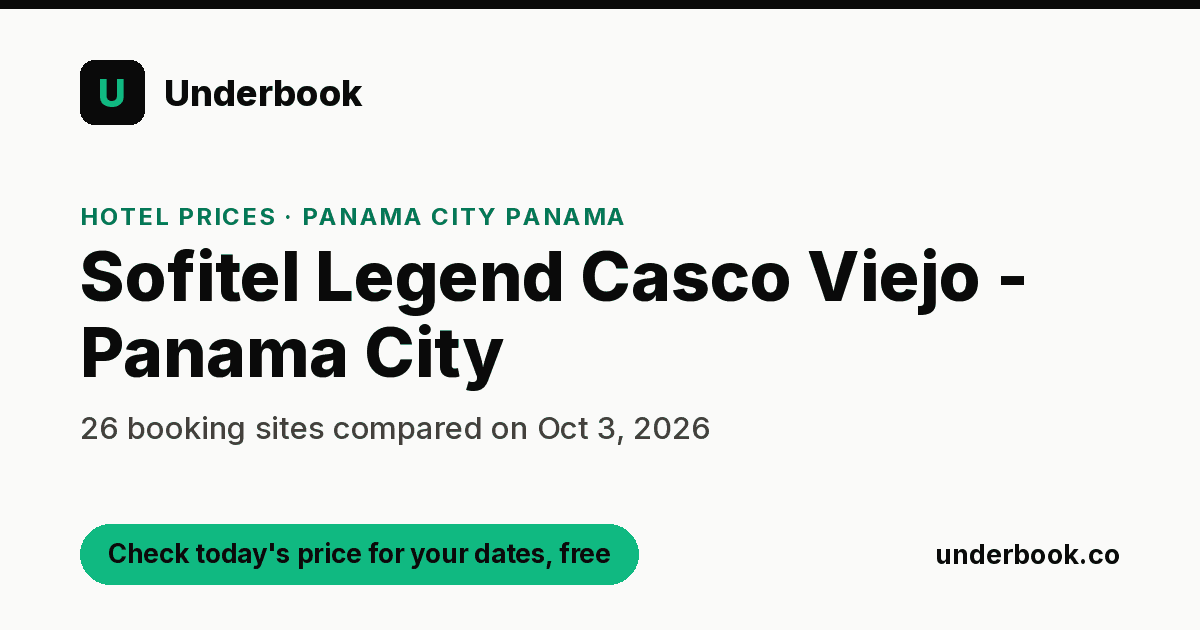 U Underbook
HOTEL PRICES · PANAMA CITY PANAMA
Sofitel Legend Casco Viejo -
Panama City
26 booking sites compared on Oct 3, 2026
Check today's price for your dates, free
underbook.co